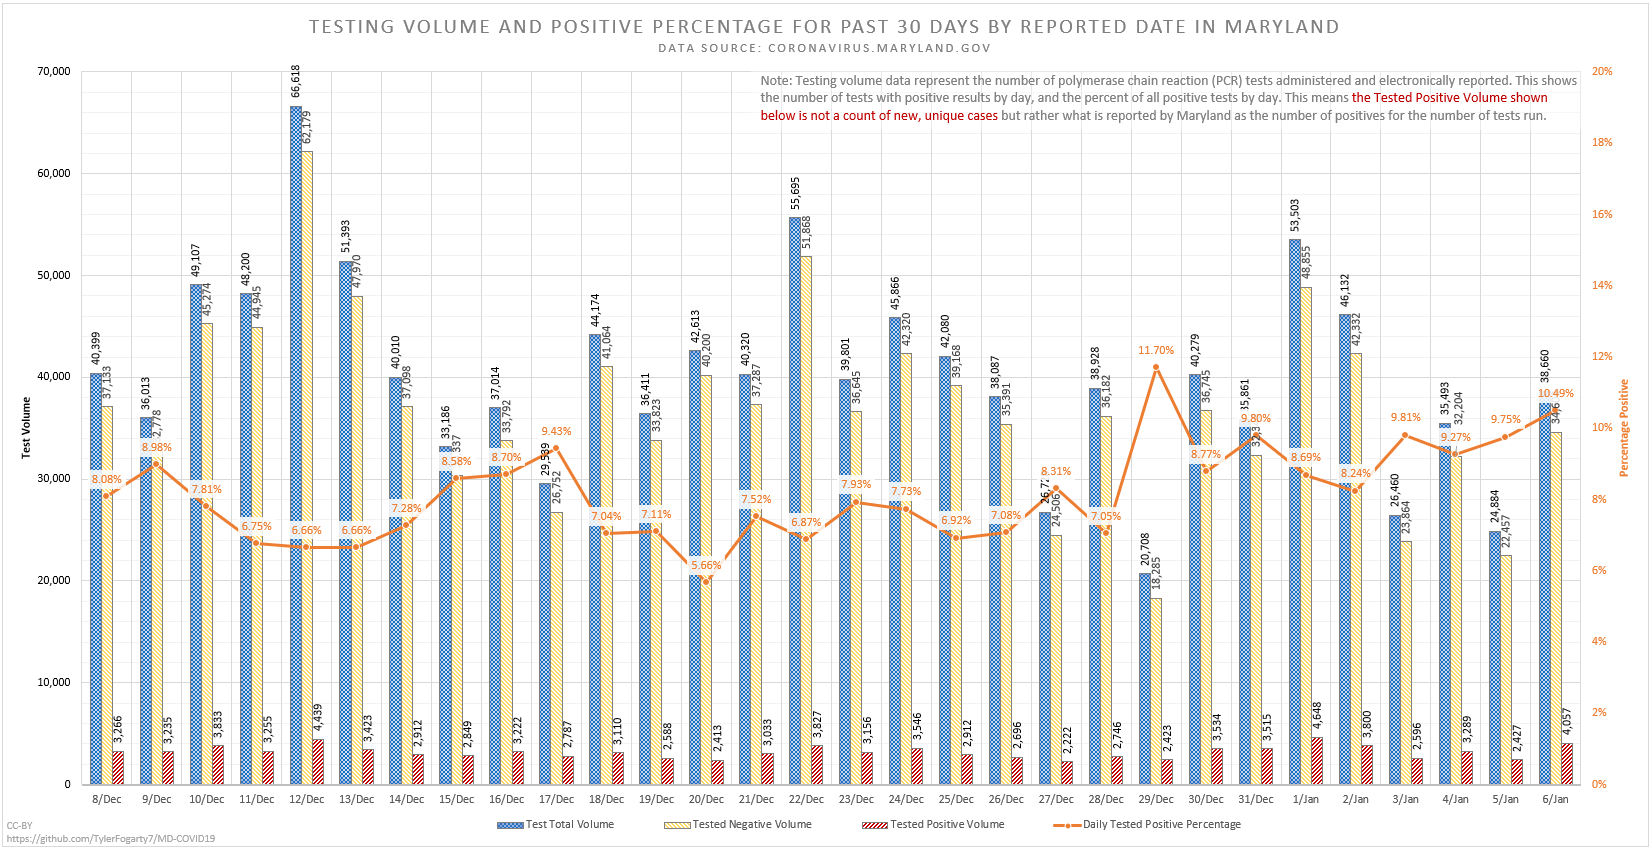 TESTING VOLUME AND POSITIVE PERCENTAGE FOR PAST 30 DAYS BY REPORTED DATE IN MARYLAND
DATA SOURCE: CORONAVIRUS.MARYLAND.GOV
Note: Testing volume data represent the number of polymerase chain reaction (PCR) tests administered and electronically reported. This shows
the number of tests with positive results by day, and the percent of all positive tests by day. This means the Tested Positive Volume shown
below is not a count of new, unique cases but rather what is reported by Maryland as the number of positives for the number of tests run.
Test Volume
70,000
60,000
50,000
40,000
30,000
20,000
10,000
0
20%
18%
16%
14%
12%
10%
8%
6%
4%
2%
0%
Percentage Positive
40,399 37,133 8.08% 3,266
36,013 8.98% 3,235
49,107 45,274 7.81% 3,833
48,200 44,945 6.75% 3,255
66,618 62,179 6.66% 4,439
51,393 47,970 6.66% 3,423
40,010 37,098 7.28% 2,912
33,186 8.58% 2,849
37,014 33,792 8.70% 3,222
29,539 26,752 9.43% 2,787
44,174 41,064 7.04% 3,110
36,411 33,823 7.11% 2,588
42,613 40,200 5.66% 2,413
40,320 37,287 7.52% 3,033
55,695 51,868 6.87% 3,827
39,801 36,645 7.93% 3,156
45,866 42,320 7.73% 3,546
42,080 39,168 6.92% 2,912
38,087 35,391 7.08% 2,696
24,506 8.31% 2,222
38,928 36,182 7.05% 2,746
20,708 18,285 11.70% 2,423
40,279 36,745 8.77% 3,534
35,861 9.80% 3,515
53,503 48,855 8.69% 4,648
46,132 42,332 8.24% 3,800
26,460 23,864 9.81% 2,596
35,493 32,204 9.27% 3,289
24,884 22,457 9.75% 2,427
38,660 10.49% 4,057
8/Dec 9/Dec 10/Dec 11/Dec 12/Dec 13/Dec 14/Dec 15/Dec 16/Dec 17/Dec 18/Dec 19/Dec 20/Dec 21/Dec 22/Dec 23/Dec 24/Dec 25/Dec 26/Dec 27/Dec 28/Dec 29/Dec 30/Dec 31/Dec 1/Jan 2/Jan 3/Jan 4/Jan 5/Jan 6/Jan
Test Total Volume Tested Negative Volume Tested Positive Volume Daily Tested Positive Percentage
CC-BY
https://github.com/TylerFogarty7/MD-COVID19